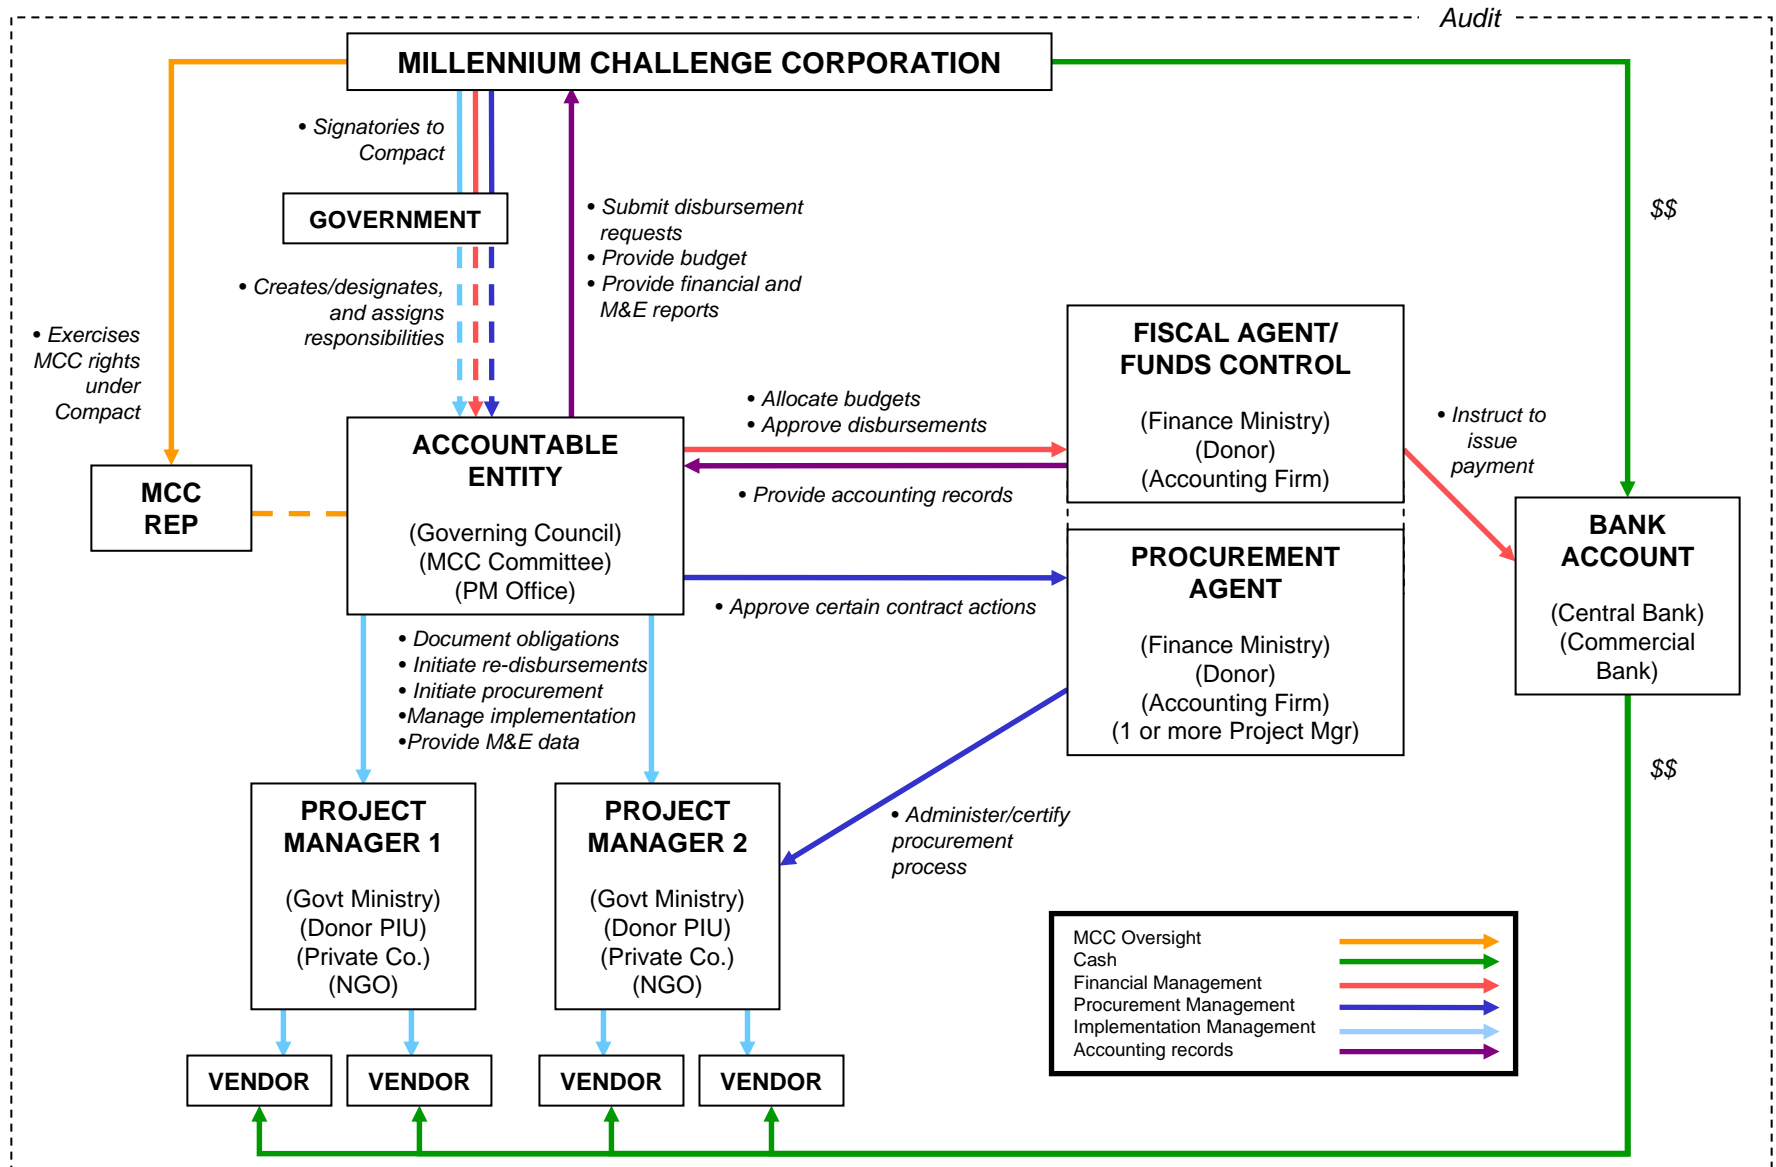 Audit
MILLENNIUM CHALLENGE CORPORATION
• Signatories to
Compact
GOVERNMENT
• Creates/designates,
and assigns
responsibilities
• Submit disbursement
requests
• Provide budget
• Provide financial and
M&E reports
$$
• Exercises
MCC rights
under
Compact
MCC
REP
ACCOUNTABLE
ENTITY
(Governing Council)
(MCC Committee)
(PM Office)
• Allocate budgets
• Approve disbursements
• Provide accounting records
• Approve certain contract actions
FISCAL AGENT/
FUNDS CONTROL
(Finance Ministry)
(Donor)
(Accounting Firm)
• Instruct to
issue
payment
PROCUREMENT
AGENT
(Finance Ministry)
(Donor)
(Accounting Firm)
(1 or more Project Mgr)
BANK
ACCOUNT
(Central Bank)
(Commercial
Bank)
$$
• Document obligations
• Initiate re-disbursements
• Initiate procurement
•Manage implementation
•Provide M&E data
• Administer/certify
procurement
process
PROJECT
MANAGER 1
(Govt Ministry)
(Donor PIU)
(Private Co.)
(NGO)
PROJECT
MANAGER 2
(Govt Ministry)
(Donor PIU)
(Private Co.)
(NGO)
MCC Oversight
Cash
Financial Management
Procurement Management
Implementation Management
Accounting records
VENDOR
VENDOR
VENDOR
VENDOR